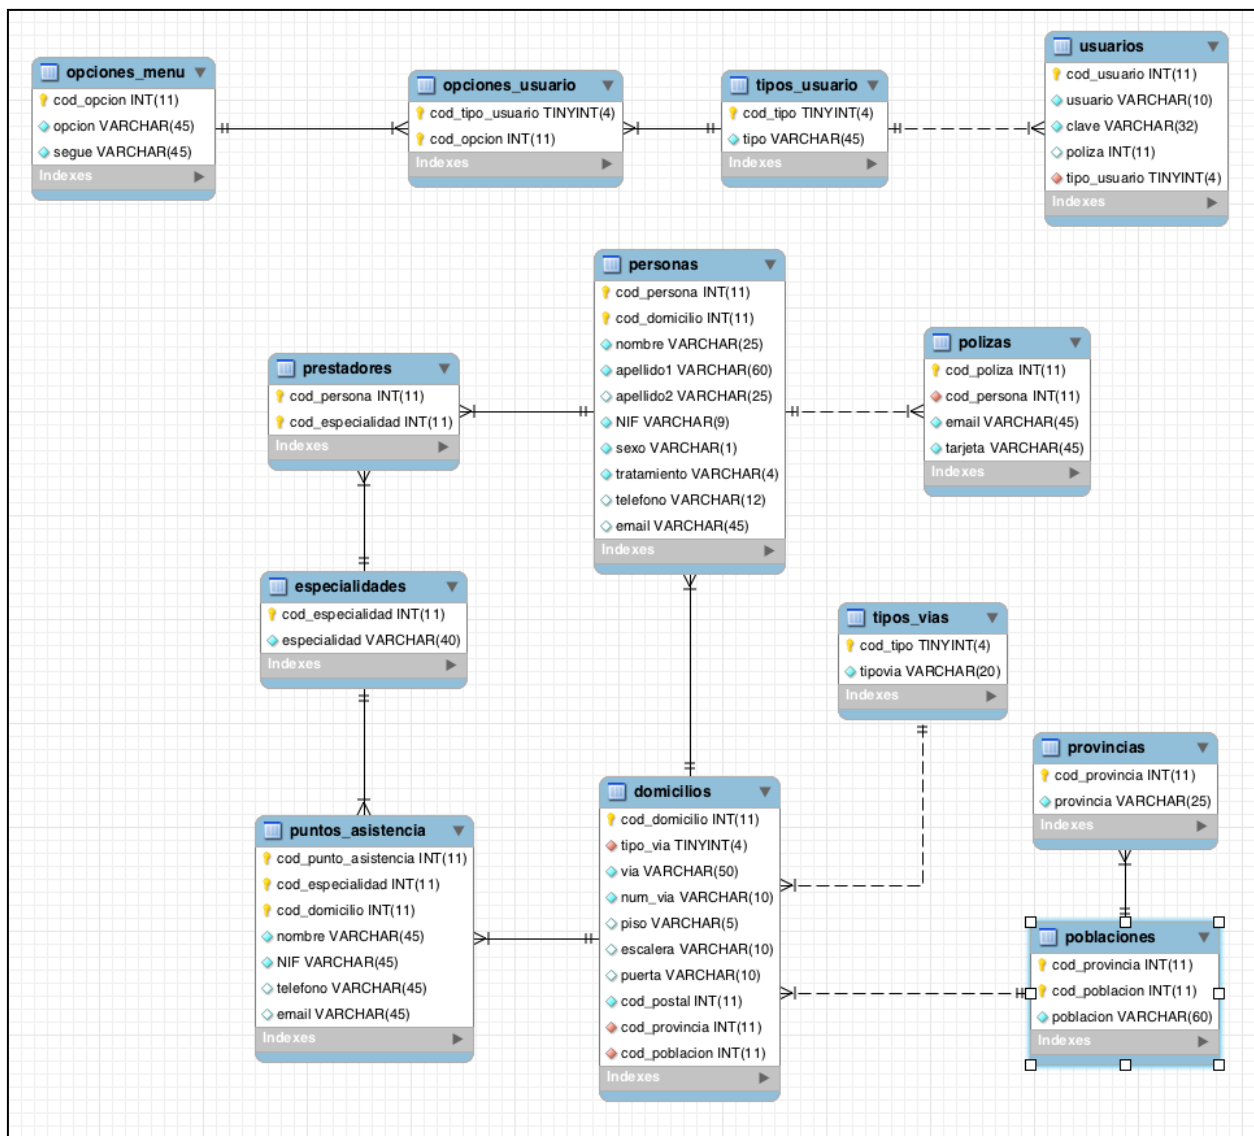 opciones_menu
cod_opcion INT(11)
opcion VARCHAR(45)
segue VARCHAR(45)
Indexes
opciones_usuario
cod_tipo_usuario TINYINT(4)
cod_opcion INT(11)
Indexes
tipos_usuario
cod_tipo TINYINT(4)
tipo VARCHAR(45)
Indexes
usuarios
cod_usuario INT(11)
usuario VARCHAR(10)
clave VARCHAR(32)
poliza INT(11)
tipo_usuario TINYINT(4)
Indexes
personas
cod_persona INT(11)
cod_domicilio INT(11)
nombre VARCHAR(25)
apellido1 VARCHAR(60)
apellido2 VARCHAR(25)
NIF VARCHAR(9)
sexo VARCHAR(1)
tratamiento VARCHAR(4)
telefono VARCHAR(12)
email VARCHAR(45)
Indexes
prestadores
cod_persona INT(11)
cod_especialidad INT(11)
Indexes
polizas
cod_poliza INT(11)
cod_persona INT(11)
email VARCHAR(45)
tarjeta VARCHAR(45)
Indexes
especialidades
cod_especialidad INT(11)
especialidad VARCHAR(40)
Indexes
tipos_vias
cod_tipo TINYINT(4)
tipovia VARCHAR(20)
Indexes
provincias
cod_provincia INT(11)
provincia VARCHAR(25)
Indexes
domicilios
cod_domicilio INT(11)
tipo_via TINYINT(4)
via VARCHAR(50)
num_via VARCHAR(10)
piso VARCHAR(5)
escalera VARCHAR(10)
puerta VARCHAR(10)
cod_postal INT(11)
cod_provincia INT(11)
cod_poblacion INT(11)
Indexes
puntos_asistencia
cod_punto_asistencia INT(11)
cod_especialidad INT(11)
cod_domicilio INT(11)
nombre VARCHAR(45)
NIF VARCHAR(45)
telefono VARCHAR(45)
email VARCHAR(45)
Indexes
poblaciones
cod_provincia INT(11)
cod_poblacion INT(11)
poblacion VARCHAR(60)
Indexes